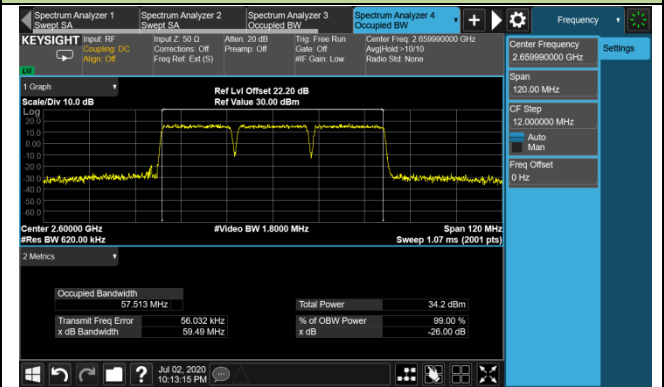 Spectrum Analyzer 1
Swept SA
Spectrum Analyzer 2
Swept SA
Spectrum Analyzer 3
Occupied BW
Spectrum Analyzer 4
Occupied BW
Frequency
KEYSIGHT
Input: RF
Coupling: DC
Align: Off
Input Z: 50 Ω
Corrections: Off
Freq Ref: Ext (S)
Atten: 20 dB
Preamp: Off
Trig: Free Run
Gate: Off
#IF Gain: Low
Center Freq: 2.659990000 GHz
Avg|Hold:>10/10
Radio Std: None
LV
Center Frequency
2.659990000 GHz
Settings
Span
120.00 MHz
CF Step
12.000000 MHz
Auto
Man
Freq Offset
0 Hz
1 Graph
Scale/Div 10.0 dB
Ref Lvl Offset 22.20 dB
Ref Value 30.00 dBm
Log
20.0
10.0
0.00
-10.0
-20.0
-30.0
-40.0
-50.0
-60.0
Center 2.60000 GHz
#Res BW 620.00 kHz
#Video BW 1.8000 MHz
Span 120 MHz
Sweep 1.07 ms (2001 pts)
2 Metrics
Occupied Bandwidth
57.513 MHz
Total Power 34.2 dBm
Transmit Freq Error 56.032 kHz
% of OBW Power 99.00 %
x dB Bandwidth 59.49 MHz
x dB -26.00 dB
Jul 02, 2020
10:13:15 PM